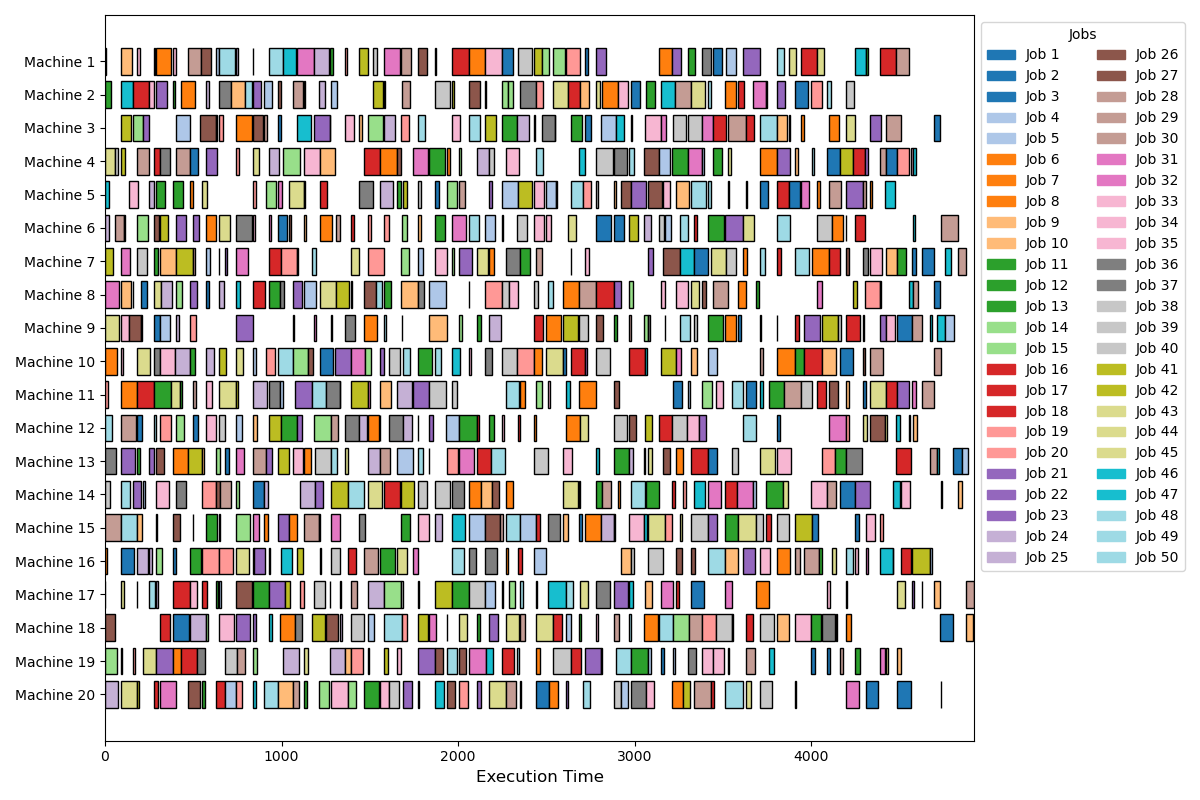 Machine 1
Machine 2
Machine 3
Machine 4
Machine 5
Machine 6
Machine 7
Machine 8
Machine 9
Machine 10
Machine 11
Machine 12
Machine 13
Machine 14
Machine 15
Machine 16
Machine 17
Machine 18
Machine 19
Machine 20
0 1000 2000 3000 4000
Execution Time
Jobs
Job 1
Job 2
Job 3
Job 4
Job 5
Job 6
Job 7
Job 8
Job 9
Job 10
Job 11
Job 12
Job 13
Job 14
Job 15
Job 16
Job 17
Job 18
Job 19
Job 20
Job 21
Job 22
Job 23
Job 24
Job 25
Job 26
Job 27
Job 28
Job 29
Job 30
Job 31
Job 32
Job 33
Job 34
Job 35
Job 36
Job 37
Job 38
Job 39
Job 40
Job 41
Job 42
Job 43
Job 44
Job 45
Job 46
Job 47
Job 48
Job 49
Job 50